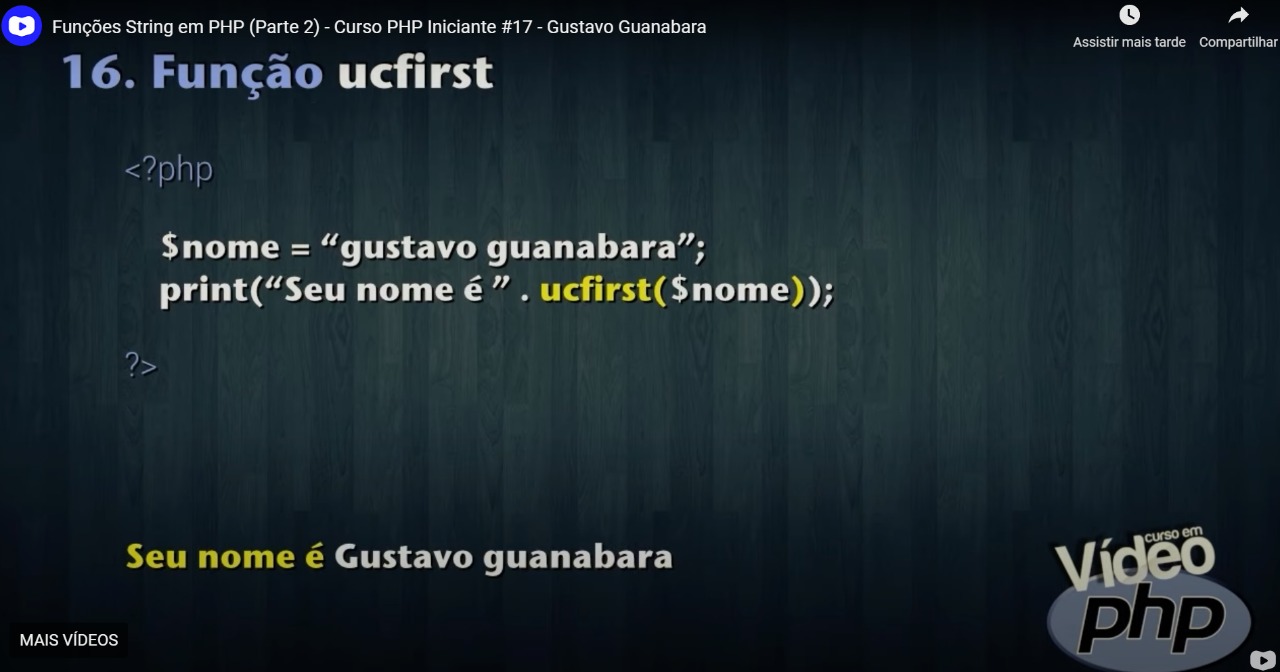 Funções String em PHP (Parte 2) - Curso PHP Iniciante #17 - Gustavo Guanabara
Assistir mais tarde
Compartilhar
16. Função ucfirst
<?php
$nome = “gustavo guanabara”;
print(“Seu nome é ” . ucfirst($nome));
?>
Seu nome é Gustavo guanabara
curso em
Vídeo
php
MAIS VÍDEOS